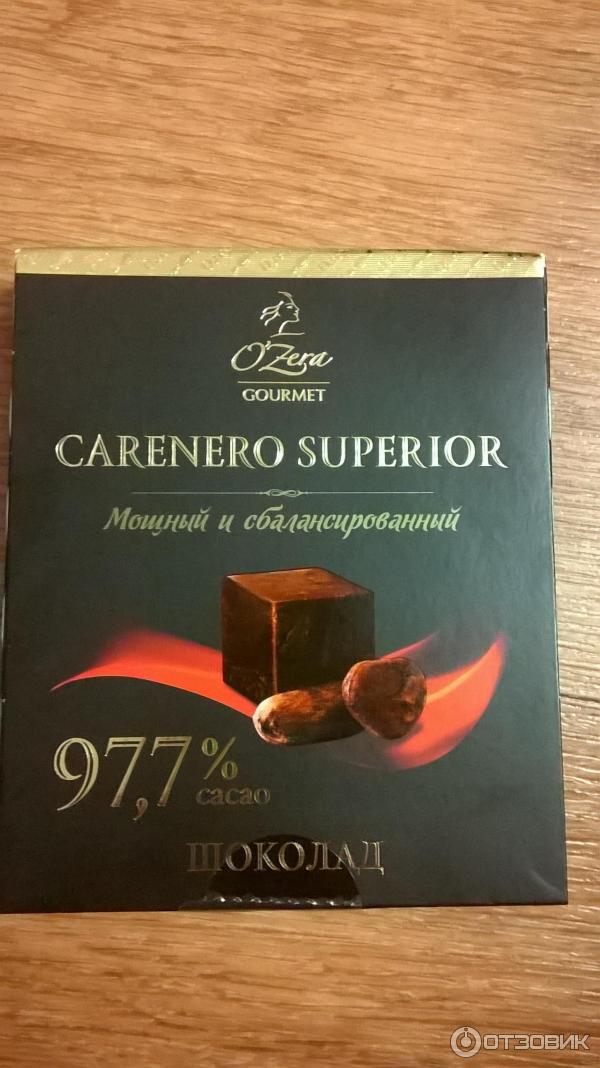 O'Zera
GOURMET
CARENERO SUPERIOR
Мощный и сбалансированный
97,7%
cacao
ШОКОЛАД
ОТЗОВИК